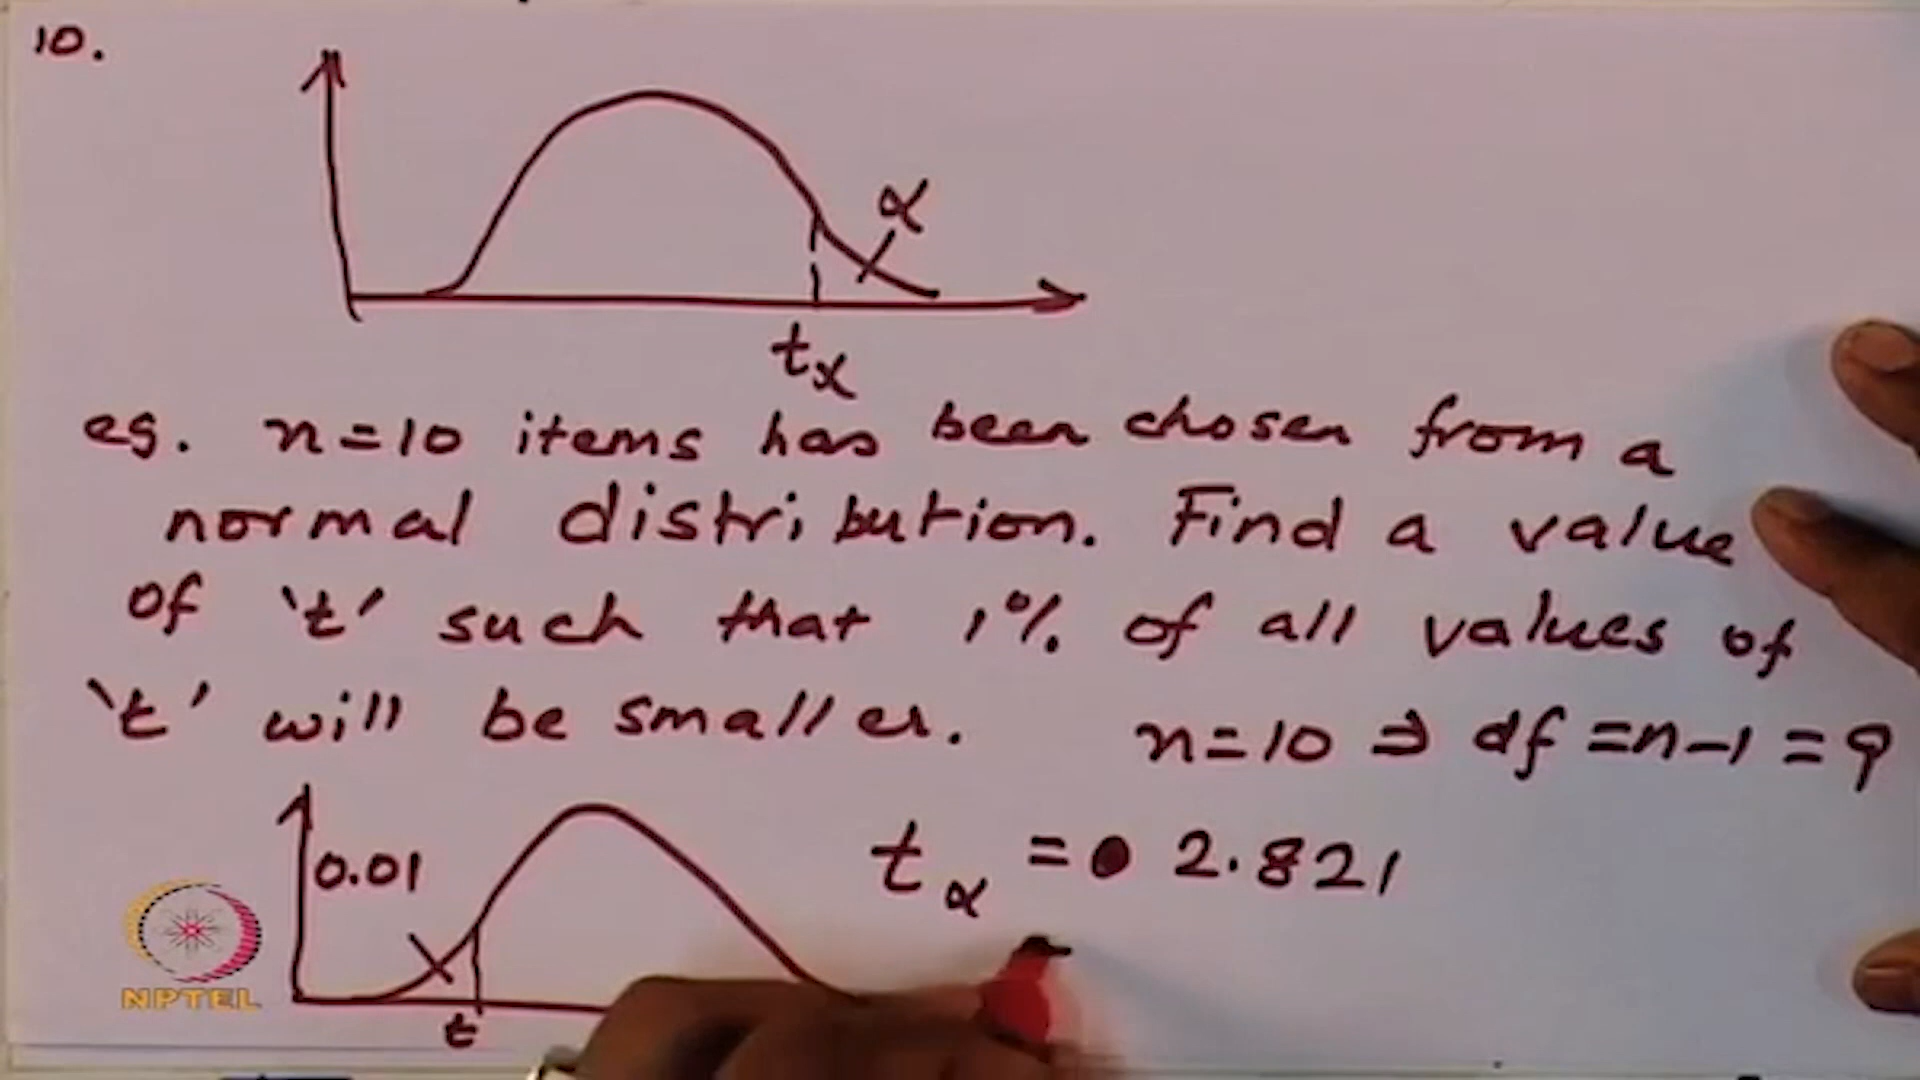 10.
α
tα
eg. n=10 items has been chosen from a
normal distribution. Find a value
of 't' such that 1% of all values of
't' will be smaller. n=10 ⇒ df =n-1 = 9
0.01
tα = 2.821
t
NPTEL